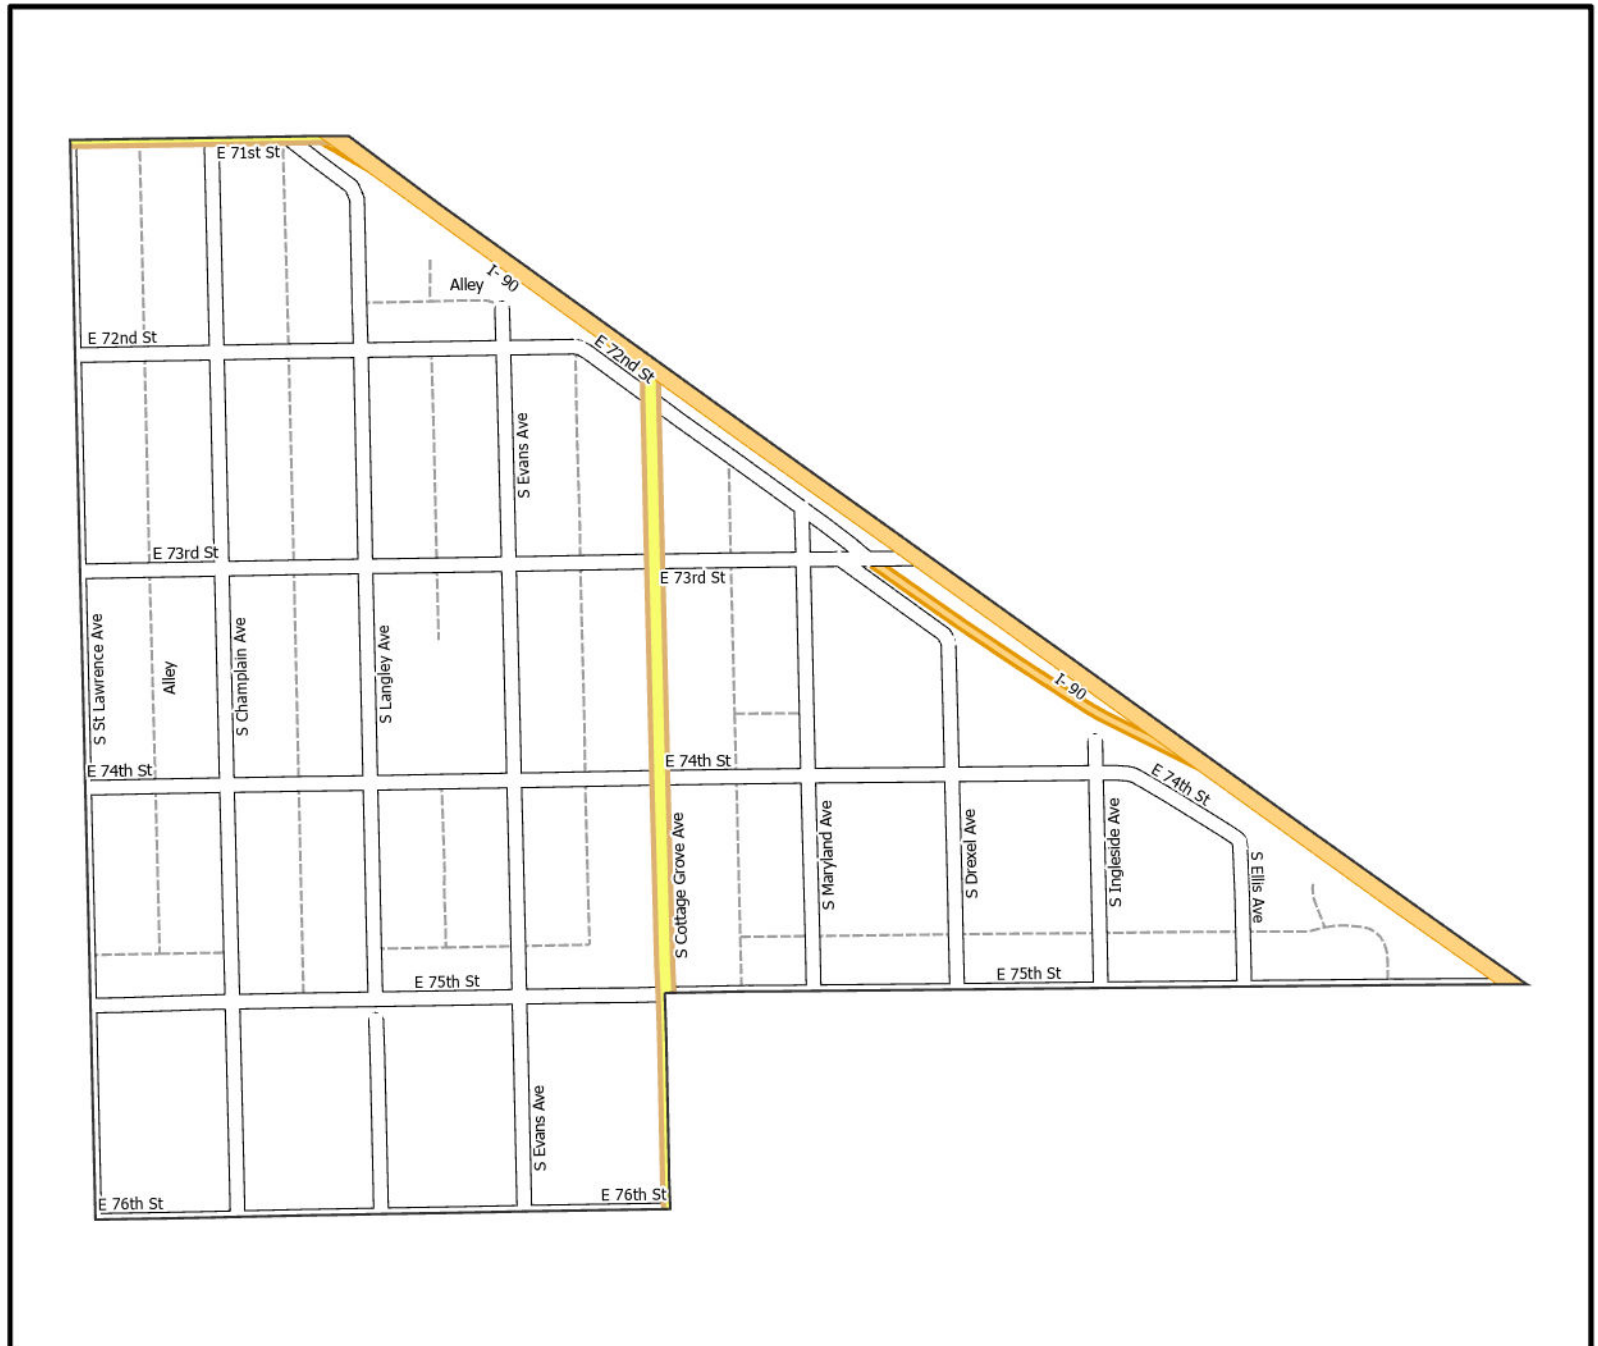 E 71st St
I- 90
Alley
E 72nd St
E 72nd St
S Evans Ave
E 73rd St
E 73rd St
S St Lawrence Ave
Alley
S Champlain Ave
S Langley Ave
I- 90
E 74th St
E 74th St
E 74th St
S Cottage Grove Ave
S Maryland Ave
S Drexel Ave
S Ingleside Ave
S Ellis Ave
E 75th St
E 75th St
S Evans Ave
E 76th St
E 76th St